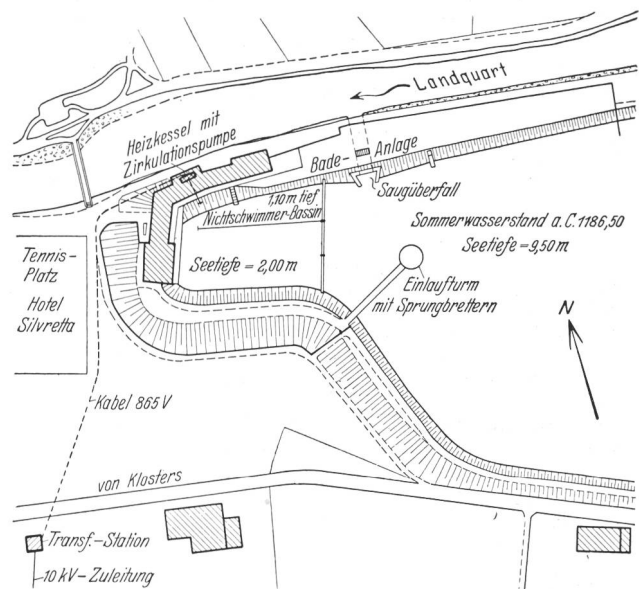 Landquart
Heizkessel mit
Zirkulationspumpe
Bade- Anlage
Saugüberfall
1,10 m tief
Nichtschwimmer-Bassin
Sommerwasserstand a.C. 1186,50
Seetiefe = 9,50 m
Seetiefe = 2,00 m
Tennis-
Platz
Hotel
Silvretta
Einlaufturm
mit Sprungbrettern
N
Kabel 865 V
von Klosters
Transf.-Station
10 kV-Zuleitung